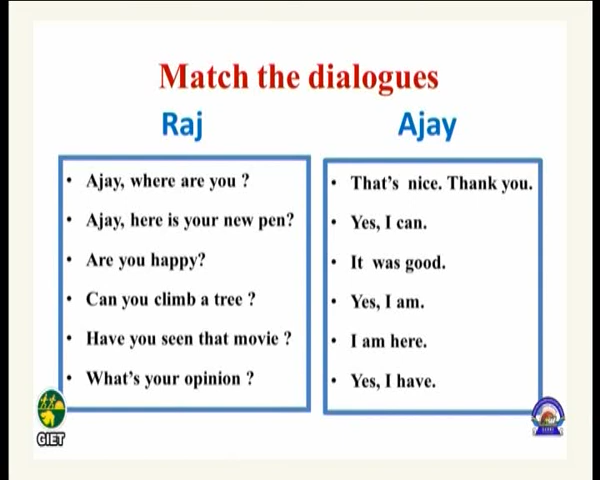 Match the dialogues
Raj
Ajay
• Ajay, where are you ?
• Ajay, here is your new pen?
• Are you happy?
• Can you climb a tree ?
• Have you seen that movie ?
• What's your opinion ?
• That's nice. Thank you.
• Yes, I can.
• It was good.
• Yes, I am.
• I am here.
• Yes, I have.
GIET